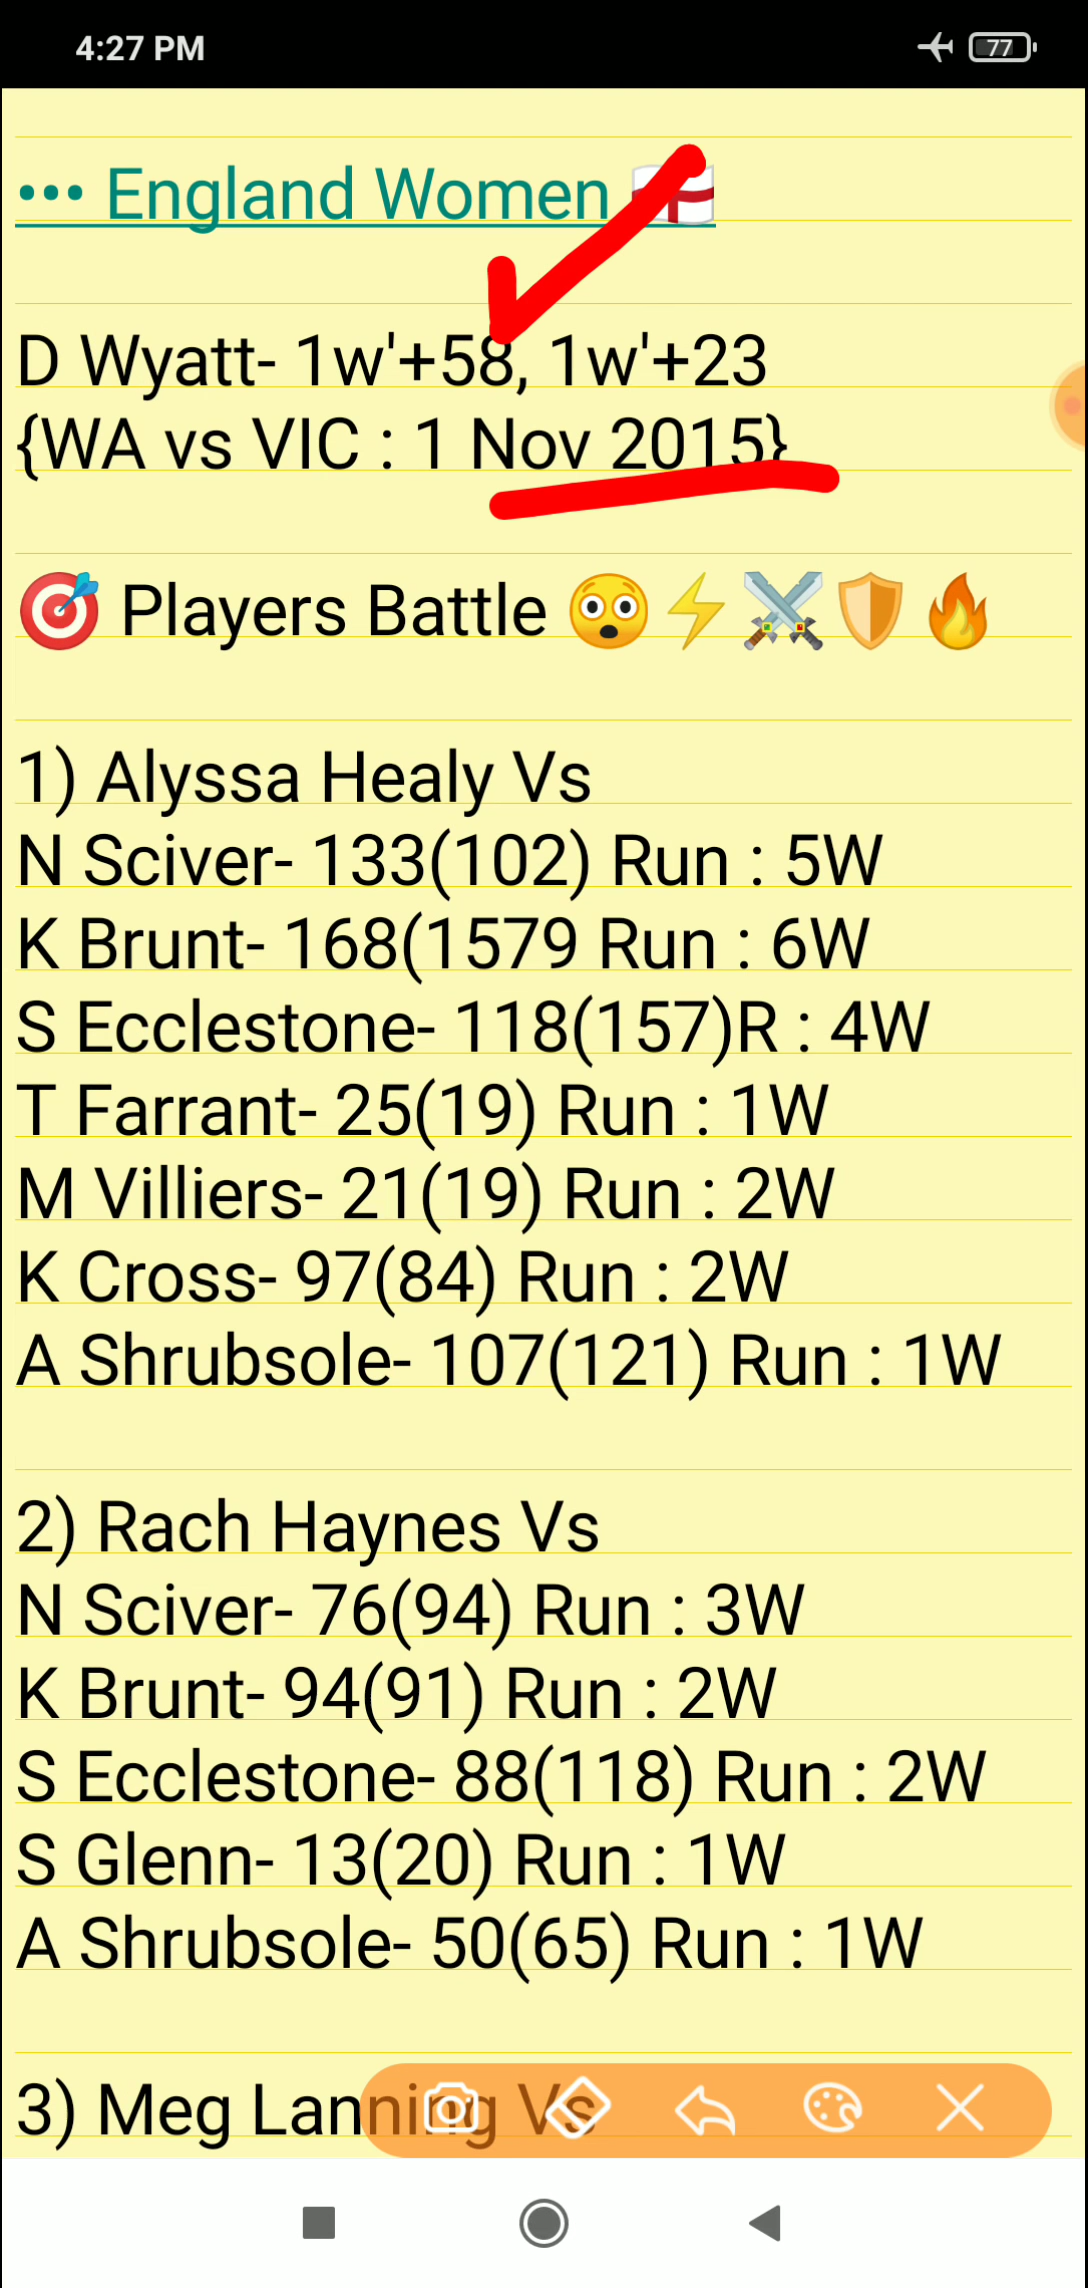 4:27 PM
77
••• England Women 🏴󠁧󠁢󠁥󠁮󠁧󠁿
D Wyatt- 1w'+58, 1w'+23
{WA vs VIC : 1 Nov 2015}
🎯 Players Battle 😲⚡⚔️🛡️🔥
1) Alyssa Healy Vs
N Sciver- 133(102) Run : 5W
K Brunt- 168(1579 Run : 6W
S Ecclestone- 118(157)R : 4W
T Farrant- 25(19) Run : 1W
M Villiers- 21(19) Run : 2W
K Cross- 97(84) Run : 2W
A Shrubsole- 107(121) Run : 1W
2) Rach Haynes Vs
N Sciver- 76(94) Run : 3W
K Brunt- 94(91) Run : 2W
S Ecclestone- 88(118) Run : 2W
S Glenn- 13(20) Run : 1W
A Shrubsole- 50(65) Run : 1W
3) Meg Lanning Vs